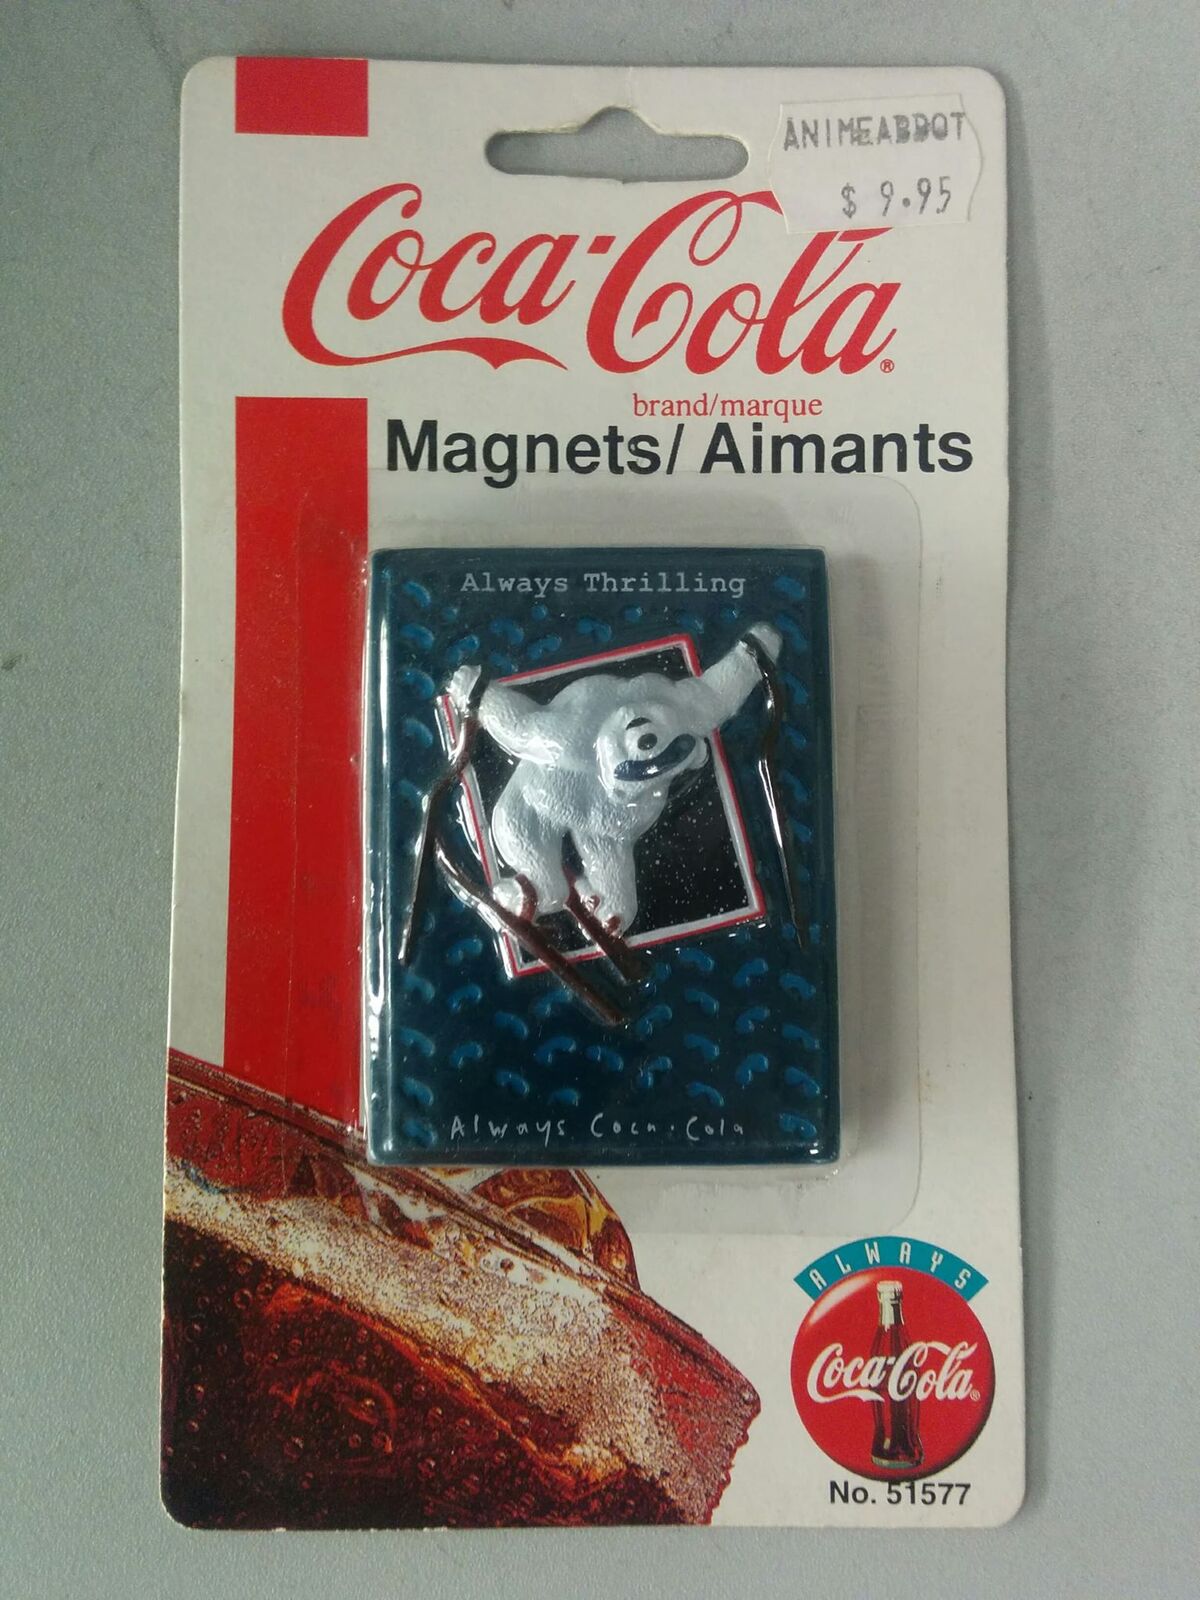 ANIMEABBOT
$ 9.95
Coca-Cola®
brand/marque
Magnets/ Aimants
Always Thrilling
Always Coca-Cola
ALWAYS
Coca-Cola®
No. 51577